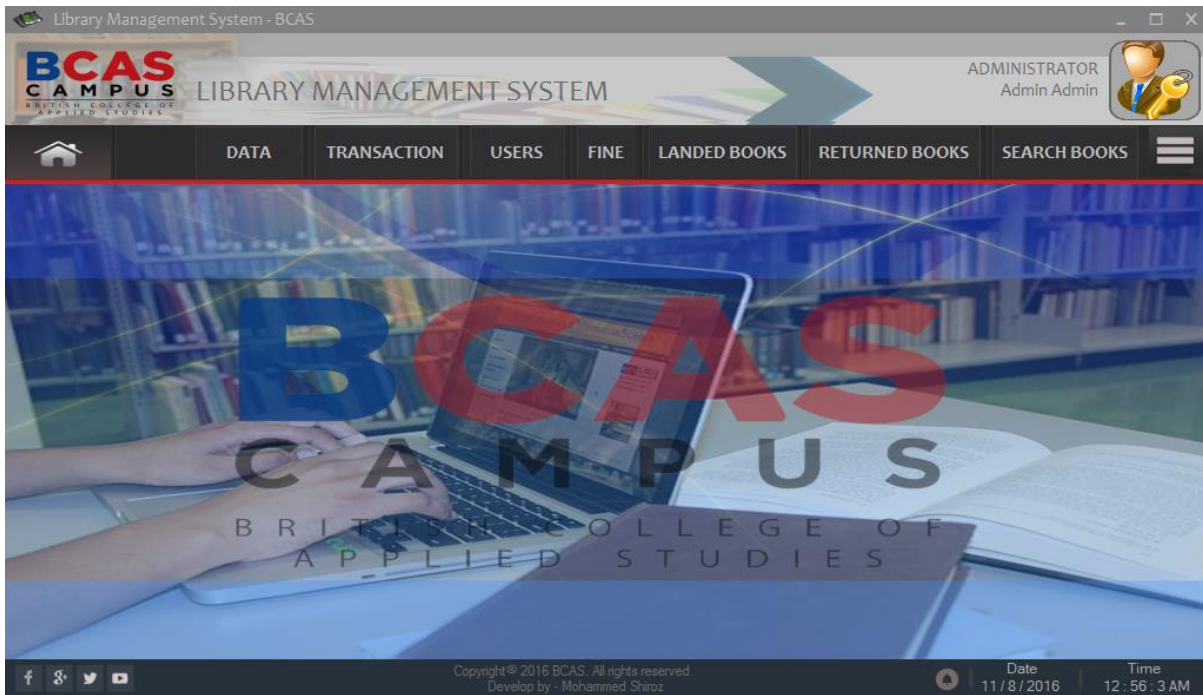 Library Management System - BCAS
BCAS
CAMPUS
BRITISH COLLEGE OF
APPLIED STUDIES
LIBRARY MANAGEMENT SYSTEM
ADMINISTRATOR
Admin Admin
DATA TRANSACTION USERS FINE LANDED BOOKS RETURNED BOOKS SEARCH BOOKS
BCAS
CAMPUS
BRITISH COLLEGE OF
APPLIED STUDIES
Copyright© 2016 BCAS. All rights reserved.
Develop by - Mohammed Shiroz
Date Time
11 / 8 / 2016 12 : 56 : 3 AM